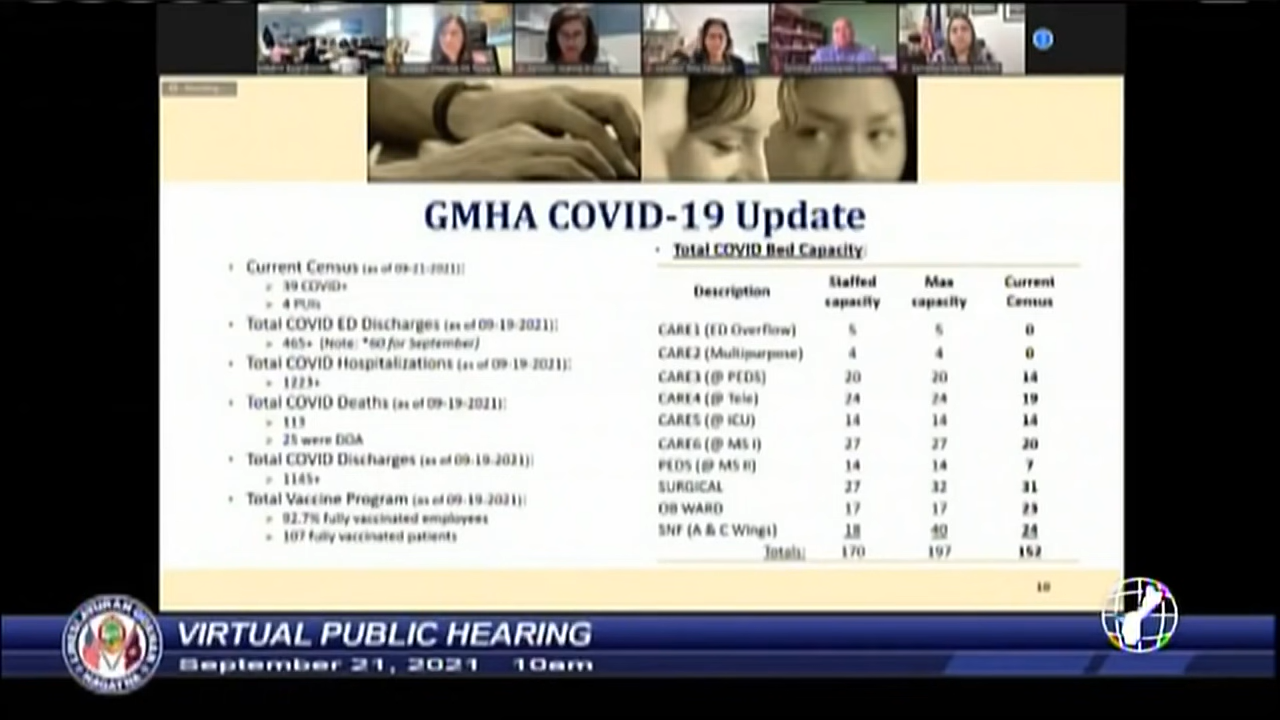 GMHA COVID-19 Update
Current Census (as of 09-21-2021):
39 COVID+
4 PUIs
Total COVID ED Discharges (as of 09-19-2021):
465+ (Note: *60 for September)
Total COVID Hospitalizations (as of 09-19-2021):
1223+
Total COVID Deaths (as of 09-19-2021):
113
25 were DOA
Total COVID Discharges (as of 09-19-2021):
1165+
Total Vaccine Program (as of 09-19-2021):
92.7% fully vaccinated employees
107 fully vaccinated patients
Total COVID Bed Capacity:
Description Staffed capacity Max capacity Current Census
CARE1 (ED Overflow) 5 5 0
CARE2 (Multipurpose) 4 4 0
CARE3 (@ PEDS) 20 20 14
CARE4 (@ Tele) 24 24 19
CARE5 (@ ICU) 14 14 14
CARE6 (@ MS I) 27 27 20
PEDS (@ MS II) 14 14 7
SURGICAL 27 32 31
OB WARD 17 17 23
SNF (A & C Wings) 18 40 24
Totals: 170 197 152
VIRTUAL PUBLIC HEARING
September 21, 2021 10am